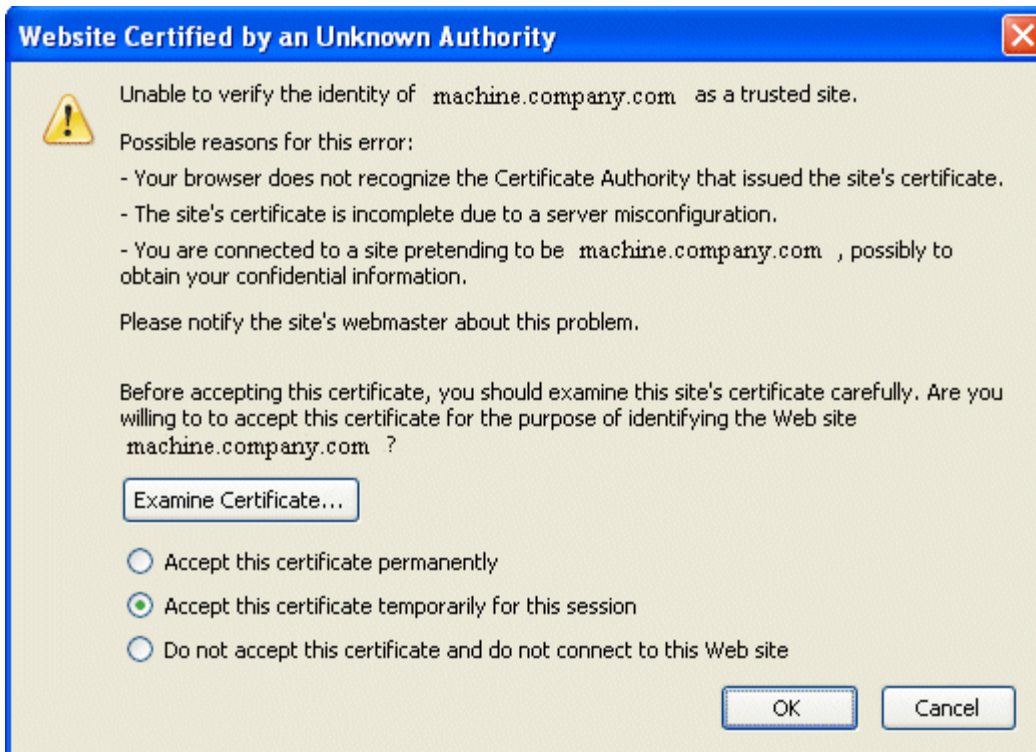 Website Certified by an Unknown Authority
Unable to verify the identity of machine.company.com as a trusted site.
Possible reasons for this error:
- Your browser does not recognize the Certificate Authority that issued the site's certificate.
- The site's certificate is incomplete due to a server misconfiguration.
- You are connected to a site pretending to be machine.company.com , possibly to
obtain your confidential information.
Please notify the site's webmaster about this problem.
Before accepting this certificate, you should examine this site's certificate carefully. Are you
willing to to accept this certificate for the purpose of identifying the Web site
machine.company.com ?
Examine Certificate...
Accept this certificate permanently
Accept this certificate temporarily for this session
Do not accept this certificate and do not connect to this Web site
OK Cancel